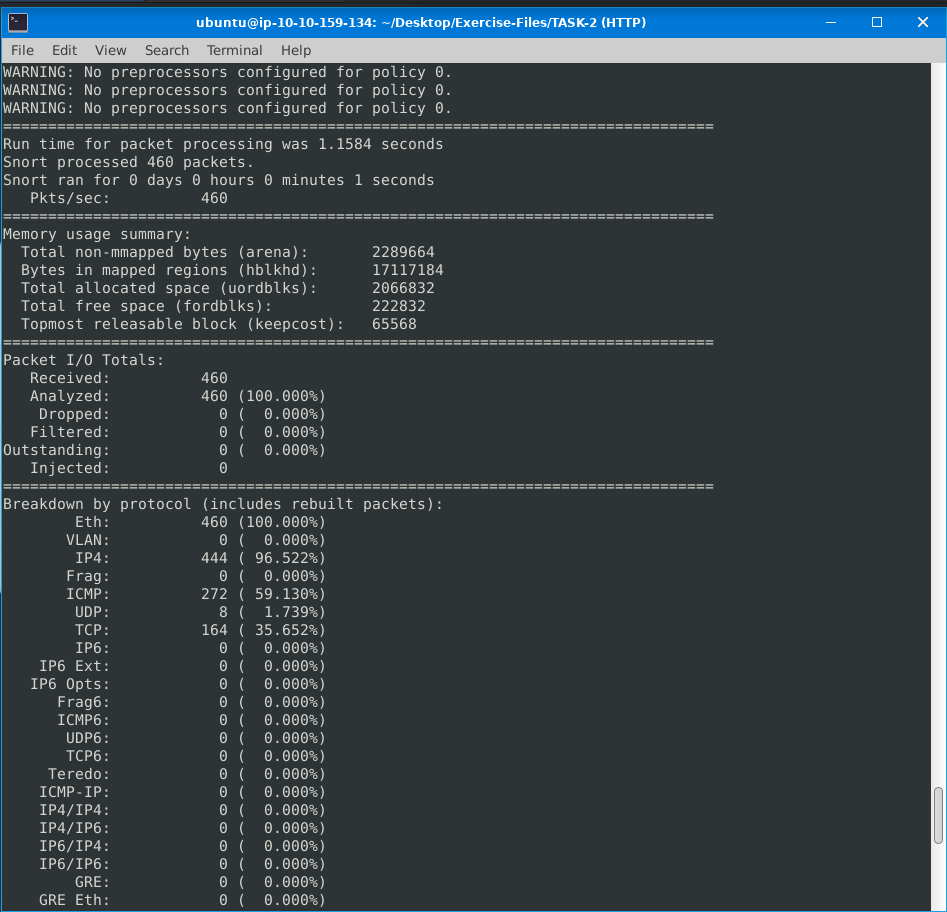 ubuntu@ip-10-10-159-134: ~/Desktop/Exercise-Files/TASK-2 (HTTP)
File Edit View Search Terminal Help
WARNING: No preprocessors configured for policy 0.
WARNING: No preprocessors configured for policy 0.
WARNING: No preprocessors configured for policy 0.
===============================================================================
Run time for packet processing was 1.1584 seconds
Snort processed 460 packets.
Snort ran for 0 days 0 hours 0 minutes 1 seconds
   Pkts/sec:          460
===============================================================================
Memory usage summary:
  Total non-mmapped bytes (arena):       2289664
  Bytes in mapped regions (hblkhd):      17117184
  Total allocated space (uordblks):      2066832
  Total free space (fordblks):           222832
  Topmost releasable block (keepcost):   65568
===============================================================================
Packet I/O Totals:
   Received:          460
   Analyzed:          460 (100.000%)
    Dropped:            0 (  0.000%)
   Filtered:            0 (  0.000%)
Outstanding:            0 (  0.000%)
   Injected:            0
===============================================================================
Breakdown by protocol (includes rebuilt packets):
        Eth:          460 (100.000%)
       VLAN:            0 (  0.000%)
        IP4:          444 ( 96.522%)
       Frag:            0 (  0.000%)
       ICMP:          272 ( 59.130%)
        UDP:            8 (  1.739%)
        TCP:          164 ( 35.652%)
        IP6:            0 (  0.000%)
    IP6 Ext:            0 (  0.000%)
   IP6 Opts:            0 (  0.000%)
      Frag6:            0 (  0.000%)
      ICMP6:            0 (  0.000%)
       UDP6:            0 (  0.000%)
       TCP6:            0 (  0.000%)
     Teredo:            0 (  0.000%)
    ICMP-IP:            0 (  0.000%)
    IP4/IP4:            0 (  0.000%)
    IP4/IP6:            0 (  0.000%)
    IP6/IP4:            0 (  0.000%)
    IP6/IP6:            0 (  0.000%)
        GRE:            0 (  0.000%)
    GRE Eth:            0 (  0.000%)